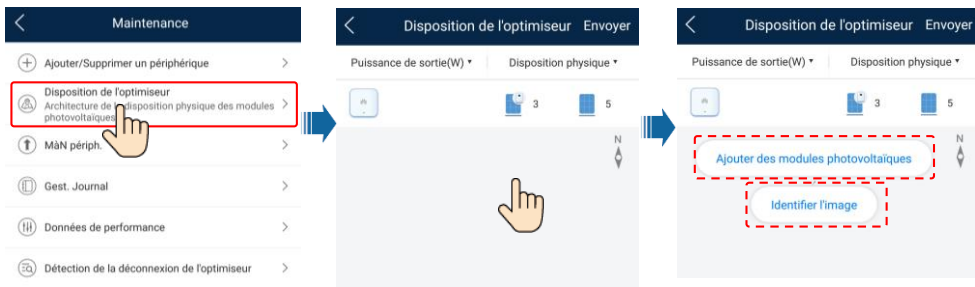 Maintenance
Ajouter/Supprimer un périphérique
Disposition de l'optimiseur
Architecture de la disposition physique des modules
photovoltaïques
MàN périph.
Gest. Journal
Données de performance
Détection de la déconnexion de l'optimiseur
Disposition de l'optimiseur Envoyer
Puissance de sortie(W) Disposition physique
3 5
N
Disposition de l'optimiseur Envoyer
Puissance de sortie(W) Disposition physique
3 5
N
Ajouter des modules photovoltaïques
Identifier l'image